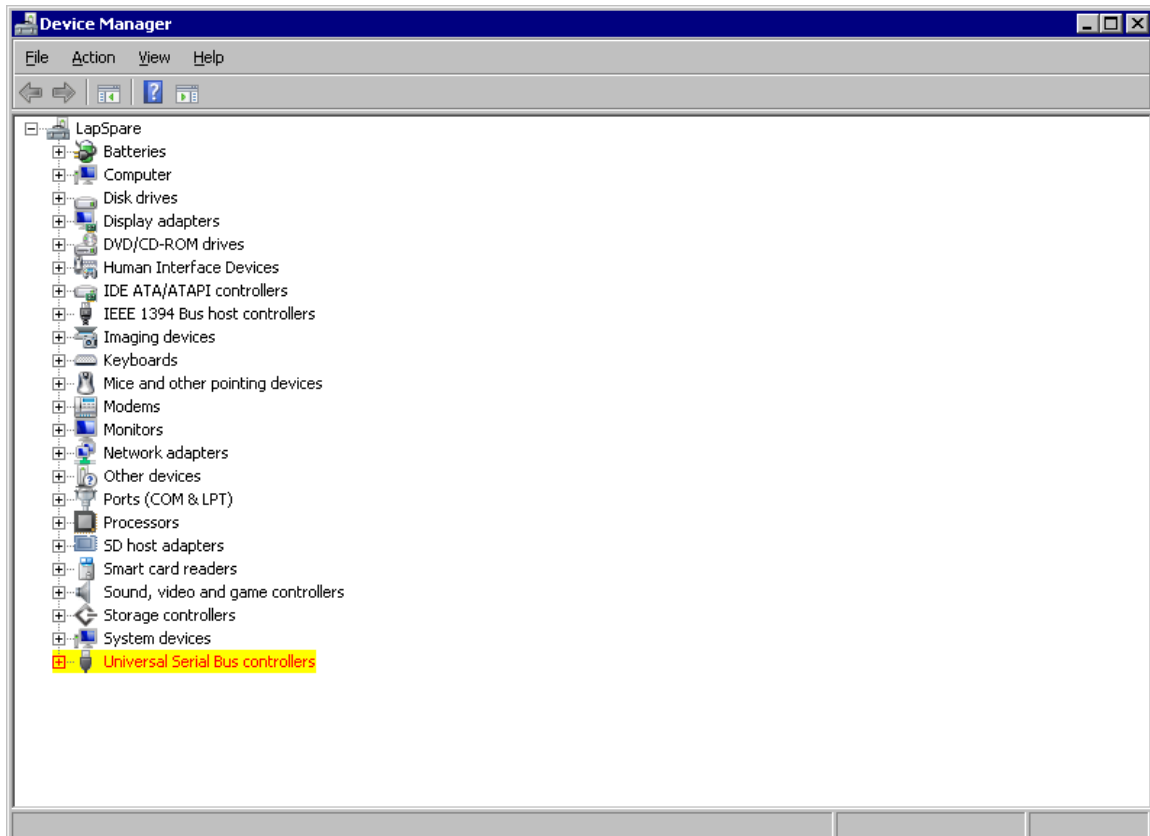 Device Manager
File Action View Help
LapSpare
Batteries
Computer
Disk drives
Display adapters
DVD/CD-ROM drives
Human Interface Devices
IDE ATA/ATAPI controllers
IEEE 1394 Bus host controllers
Imaging devices
Keyboards
Mice and other pointing devices
Modems
Monitors
Network adapters
Other devices
Ports (COM & LPT)
Processors
SD host adapters
Smart card readers
Sound, video and game controllers
Storage controllers
System devices
Universal Serial Bus controllers